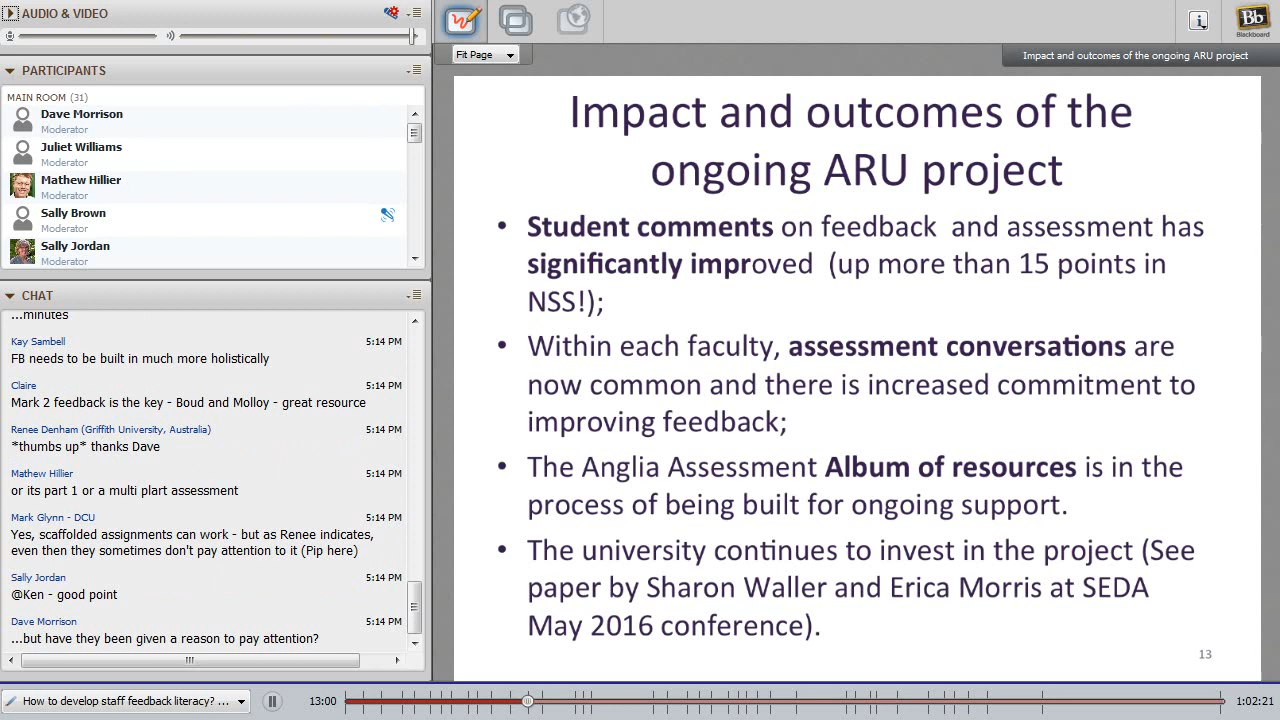 AUDIO & VIDEO
PARTICIPANTS
MAIN ROOM (31)
Dave Morrison
Moderator
Juliet Williams
Moderator
Mathew Hillier
Moderator
Sally Brown
Moderator
Sally Jordan
Moderator
CHAT
...minutes
Kay Sambell 5:14 PM
FB needs to be built in much more holistically
Claire 5:14 PM
Mark 2 feedback is the key - Boud and Molloy - great resource
Renee Denham (Griffith University, Australia) 5:14 PM
*thumbs up* thanks Dave
Mathew Hillier 5:14 PM
or its part 1 or a multi plart assessment
Mark Glynn - DCU 5:14 PM
Yes, scaffolded assignments can work - but as Renee indicates,
even then they sometimes don't pay attention to it (Pip here)
Sally Jordan 5:14 PM
@Ken - good point
Dave Morrison 5:14 PM
...but have they been given a reason to pay attention?
How to develop staff feedback literacy? ...
13:00
1:02:21
Bb
Blackboard
Fit Page
Impact and outcomes of the ongoing ARU project
Impact and outcomes of the
ongoing ARU project
• Student comments on feedback  and assessment has
significantly improved  (up more than 15 points in
NSS!);
• Within each faculty, assessment conversations are
now common and there is increased commitment to
improving feedback;
• The Anglia Assessment Album of resources is in the
process of being built for ongoing support.
• The university continues to invest in the project (See
paper by Sharon Waller and Erica Morris at SEDA
May 2016 conference).
13